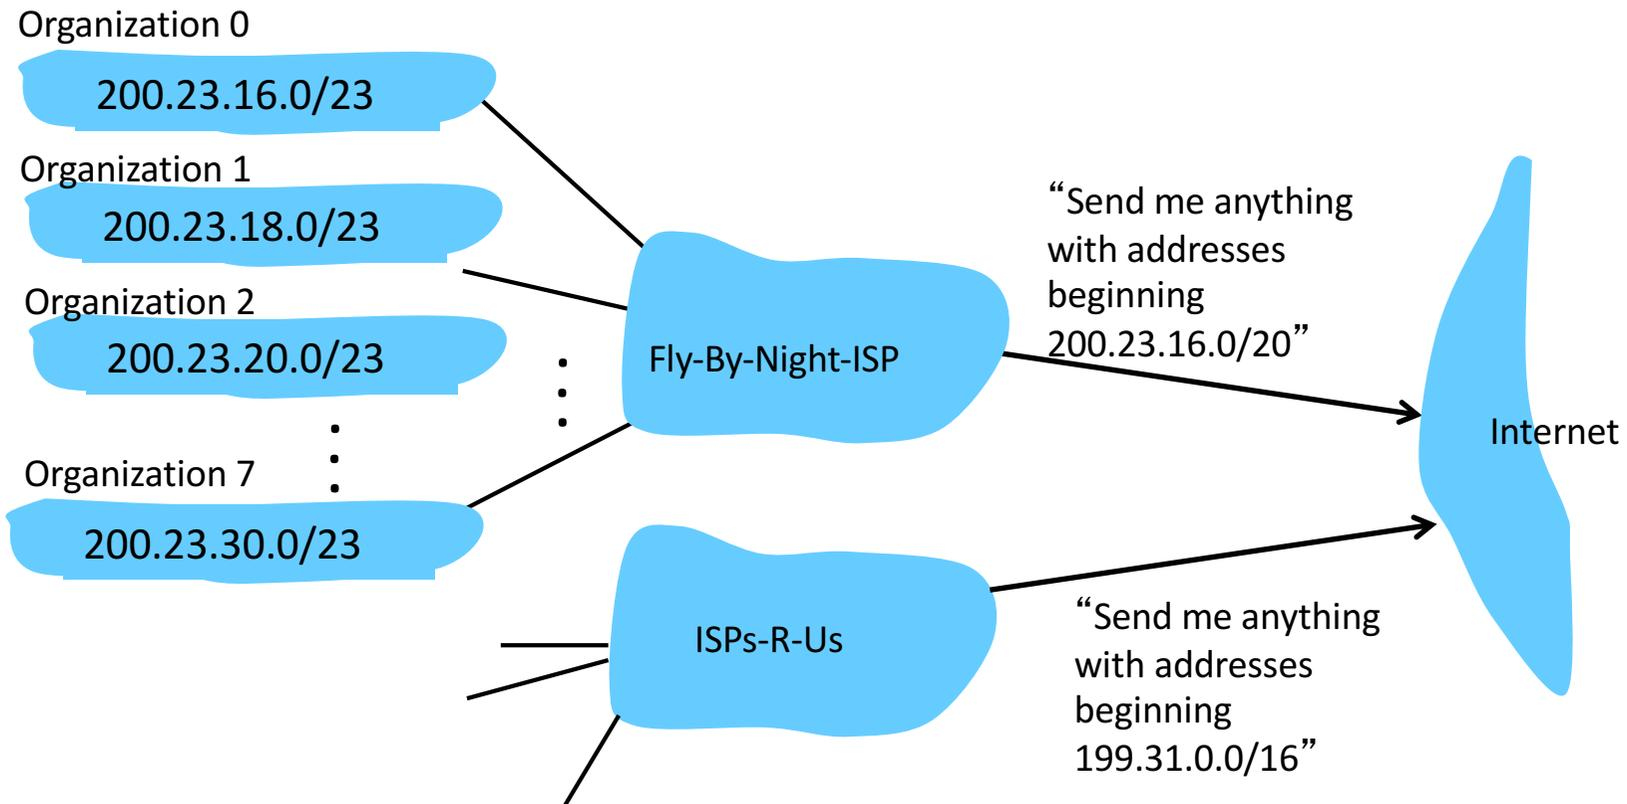 Organization 0
200.23.16.0/23
Organization 1
200.23.18.0/23
Organization 2
200.23.20.0/23
Organization 7
200.23.30.0/23
Fly-By-Night-ISP
“Send me anything
with addresses
beginning
200.23.16.0/20”
Internet
ISPs-R-Us
“Send me anything
with addresses
beginning
199.31.0.0/16”